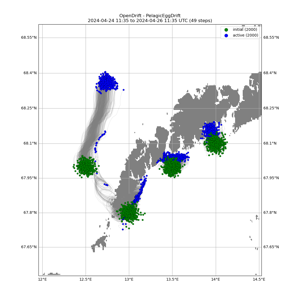 OpenDrift - PelagicEggDrift
2024-04-24 11:35 to 2024-04-26 11:35 UTC (49 steps)
initial (2000)
active (2000)
68.55°N
68.4°N
68.25°N
68.1°N
67.95°N
67.8°N
67.65°N
68.55°N
68.4°N
68.25°N
68.1°N
67.95°N
67.8°N
67.65°N
12°E
12.5°E
13°E
13.5°E
14°E
14.5°E